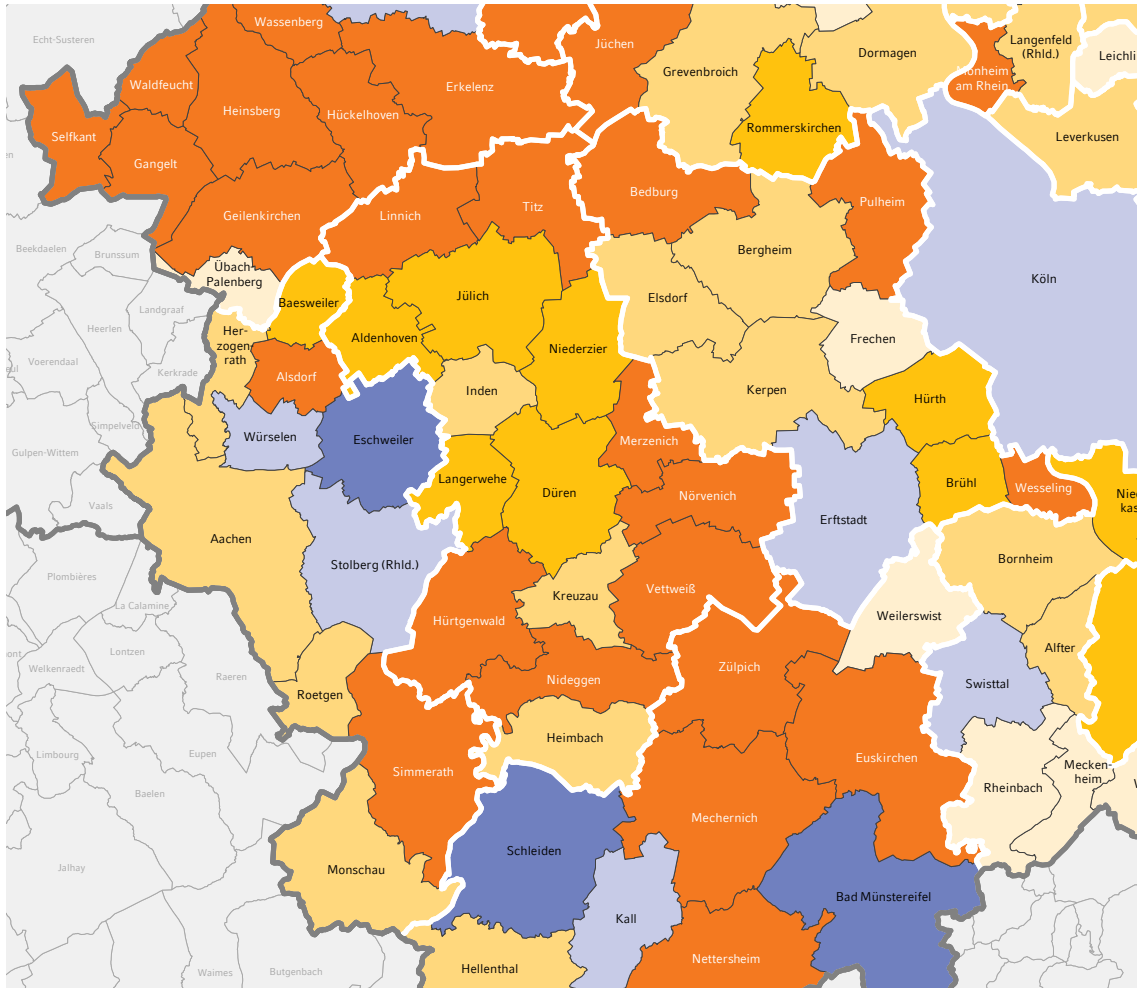 Echt-Susteren
Wassenberg
Jüchen
Grevenbroich
Dormagen
Langenfeld
(Rhld.)
Leichli
Monheim
am Rhein
Waldfeucht
Heinsberg
Hückelhoven
Erkelenz
Rommerskirchen
Leverkusen
Selfkant
Gangelt
Geilenkirchen
Linnich
Titz
Bedburg
Pulheim
Beekdaelen
Brunssum
Übach-
Palenberg
Bergheim
Köln
Landgraaf
Baesweiler
Jülich
Elsdorf
Heerlen
Her-
zogen-
rath
Aldenhoven
Niederzier
Frechen
Voerendaal
Kerkrade
Alsdorf
Inden
Kerpen
Hürth
Simpelveld
Würselen
Eschweiler
Merzenich
Gulpen-Wittem
Langerwehe
Düren
Nörvenich
Brühl
Wesseling
Nied
kas
Vaals
Aachen
Erftstadt
Stolberg (Rhld.)
Bornheim
Plombières
La Calamine
Kreuzau
Vettweiß
Weilerswist
Hürtgenwald
Lontzen
Welkenraedt
Raeren
Alfter
Zülpich
Nideggen
Swisttal
Roetgen
Heimbach
Limbourg
Eupen
Simmerath
Euskirchen
Mecken-
heim
Rheinbach
Baelen
Mechernich
Schleiden
Jalhay
Monschau
Bad Münstereifel
Kall
Nettersheim
Hellenthal
Waimes
Butgenbach